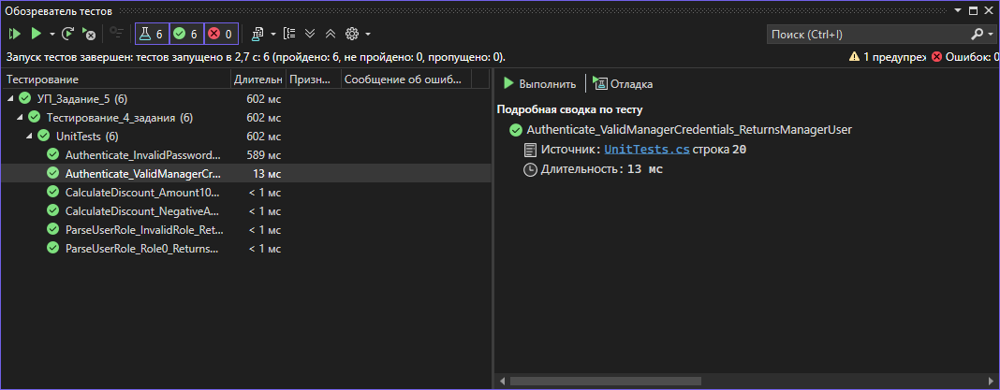 Обозреватель тестов
6 6 0
Поиск (Ctrl+I)
Запуск тестов завершен: тестов запущено в 2,7 с: 6 (пройдено: 6, не пройдено: 0, пропущено: 0).
1 предупреж
Ошибок: 0
Тестирование Длительн Призн... Сообщение об ошиб...
УП_Задание_5 (6) 602 мс
Тестирование_4_задания (6) 602 мс
UnitTests (6) 602 мс
Authenticate_InvalidPassword... 589 мс
Authenticate_ValidManagerCr... 13 мс
CalculateDiscount_Amount10... < 1 мс
CalculateDiscount_NegativeA... < 1 мс
ParseUserRole_InvalidRole_Ret... < 1 мс
ParseUserRole_Role0_Returns... < 1 мс
Выполнить Отладка
Подробная сводка по тесту
Authenticate_ValidManagerCredentials_ReturnsManagerUser
Источник: UnitTests.cs строка 20
Длительность: 13 мс